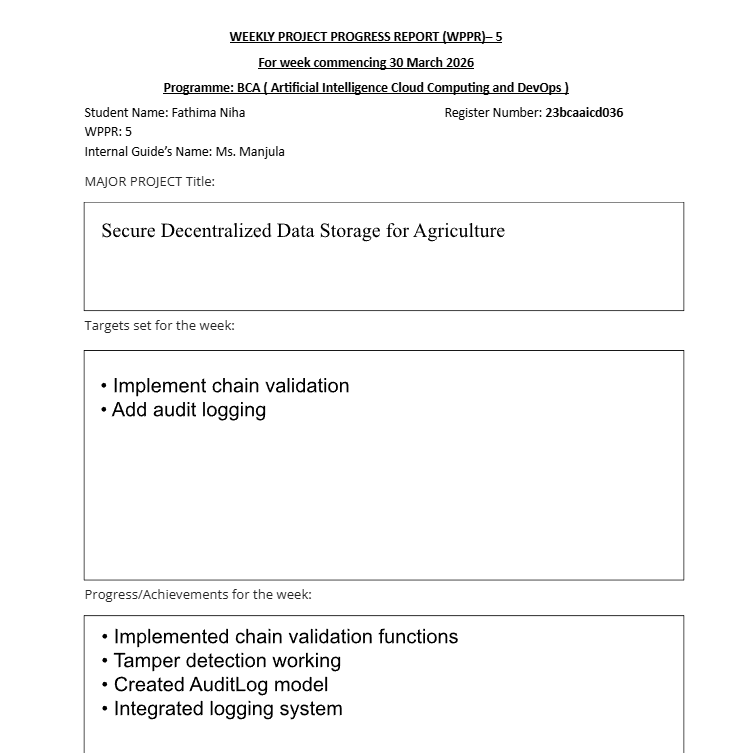 WEEKLY PROJECT PROGRESS REPORT (WPPR)– 5
For week commencing 30 March 2026
Programme: BCA ( Artificial Intelligence Cloud Computing and DevOps )
Student Name: Fathima Niha Register Number: 23bcaaicd036
WPPR: 5
Internal Guide’s Name: Ms. Manjula
MAJOR PROJECT Title:
Secure Decentralized Data Storage for Agriculture
Targets set for the week:
• Implement chain validation
• Add audit logging
Progress/Achievements for the week:
• Implemented chain validation functions
• Tamper detection working
• Created AuditLog model
• Integrated logging system